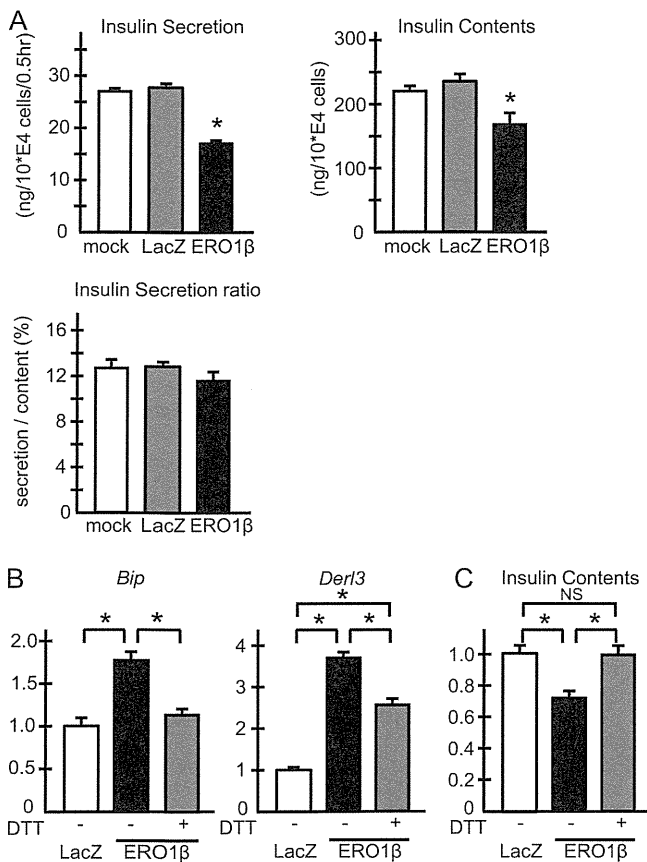 A
Insulin Secretion
(ng/10*E4 cells/0.5hr)
30
20
10
0
*
mock LacZ ERO1β
Insulin Contents
(ng/10*E4 cells)
300
200
100
0
*
mock LacZ ERO1β
Insulin Secretion ratio
secretion / content (%)
16
12
8
4
0
mock LacZ ERO1β
B
Bip
2.0
1.5
1.0
0.5
0
* *
DTT - - +
LacZ ERO1β
Derl3
4
3
2
1
0
*
* *
- - +
LacZ ERO1β
C
Insulin Contents
NS
* *
1.0
0.8
0.6
0.4
0.2
0
DTT - - +
LacZ ERO1β